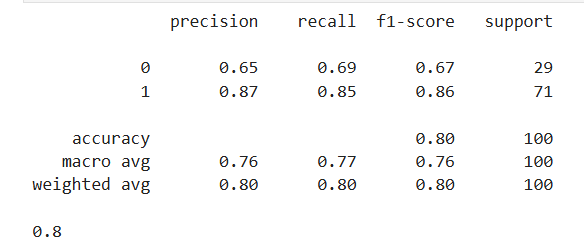 precision recall f1-score support
0 0.65 0.69 0.67 29
1 0.87 0.85 0.86 71
accuracy 0.80 100
macro avg 0.76 0.77 0.76 100
weighted avg 0.80 0.80 0.80 100
0.8